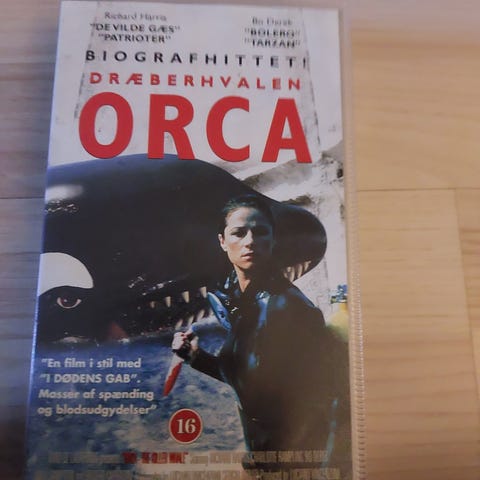 Richard Harris Bo Derek
"DE VILDE GÆS" "BOLERO"
"PATRIOTER" "TARZAN"
BIOGRAFHITTET!
DRÆBERHVALEN
ORCA
"En film i stil med
"I DØDENS GAB".
Masser af spænding
og blodsudgydelser"
16